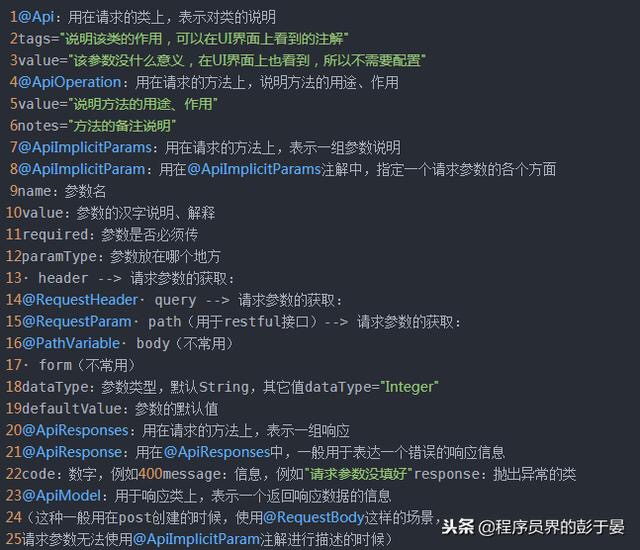 1@Api：用在请求的类上，表示对类的说明
2tags="说明该类的作用，可以在UI界面上看到的注解"
3value="该参数没什么意义，在UI界面上也看到，所以不需要配置"
4@ApiOperation：用在请求的方法上，说明方法的用途、作用
5value="说明方法的用途、作用"
6notes="方法的备注说明"
7@ApiImplicitParams：用在请求的方法上，表示一组参数说明
8@ApiImplicitParam：用在@ApiImplicitParams注解中，指定一个请求参数的各个方面
9name：参数名
10value：参数的汉字说明、解释
11required：参数是否必须传
12paramType：参数放在哪个地方
13· header --> 请求参数的获取：
14@RequestHeader· query --> 请求参数的获取：
15@RequestParam· path（用于restful接口）--> 请求参数的获取：
16@PathVariable· body（不常用）
17· form（不常用）
18dataType：参数类型，默认String，其它值dataType="Integer"
19defaultValue：参数的默认值
20@ApiResponses：用在请求的方法上，表示一组响应
21@ApiResponse：用在@ApiResponses中，一般用于表达一个错误的响应信息
22code：数字，例如400message：信息，例如"请求参数没填好"response：抛出异常的类
23@ApiModel：用于响应类上，表示一个返回响应数据的信息
24（这种一般用在post创建的时候，使用@RequestBody这样的场景，
25请求参数无法使用@ApiImplicitParam注解进行描述的时候）
头条 @程序员界的彭于晏